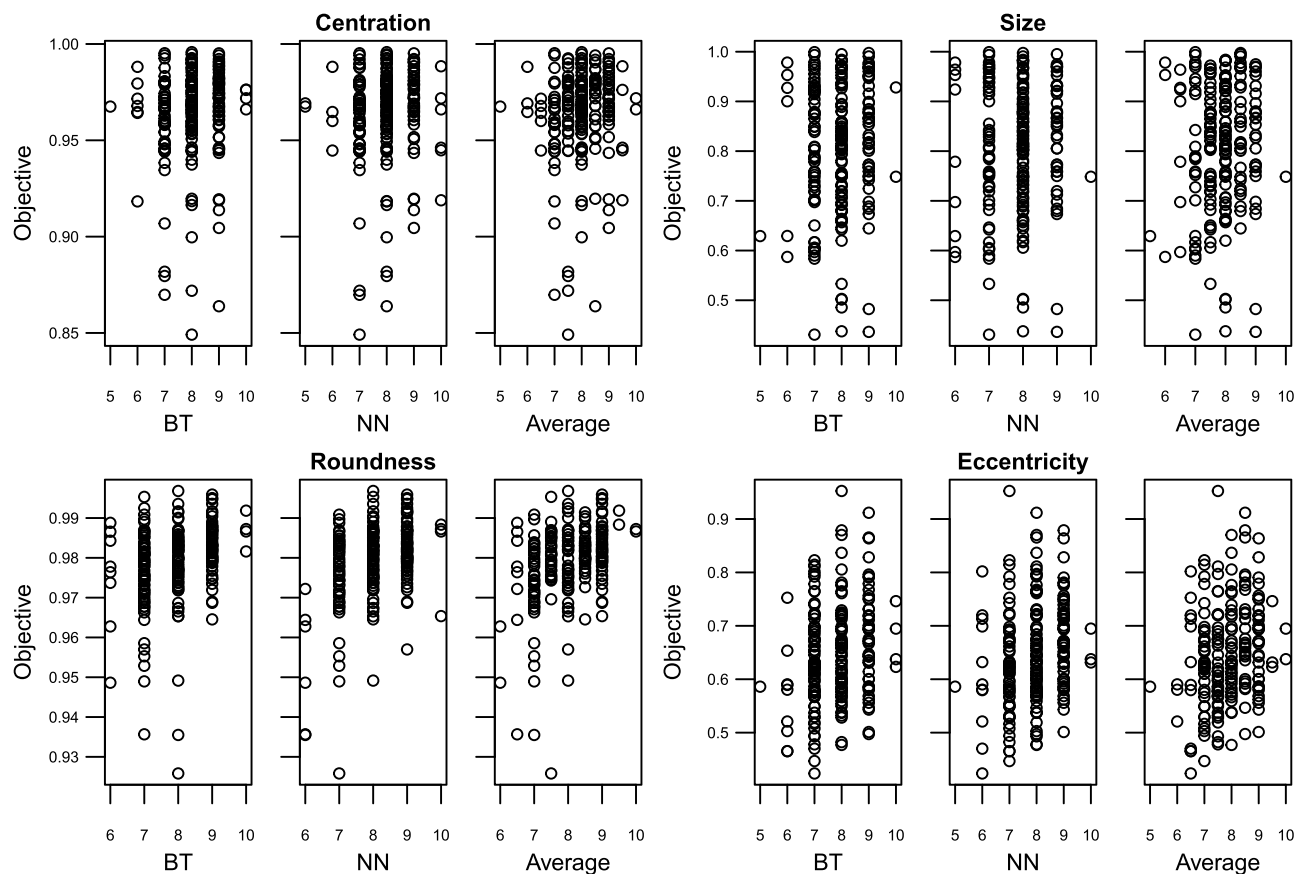 Centration
Size
1.00
0.95
0.90
0.85
Objective
5 6 7 8 9 10
BT
5 6 7 8 9 10
NN
5 6 7 8 9 10
Average
1.0
0.9
0.8
0.7
0.6
0.5
Objective
5 6 7 8 9 10
BT
6 7 8 9 10
NN
6 7 8 9 10
Average
Roundness
Eccentricity
0.99
0.98
0.97
0.96
0.95
0.94
0.93
Objective
6 7 8 9 10
BT
6 7 8 9 10
NN
6 7 8 9 10
Average
0.9
0.8
0.7
0.6
0.5
Objective
5 6 7 8 9 10
BT
5 6 7 8 9 10
NN
5 6 7 8 9 10
Average